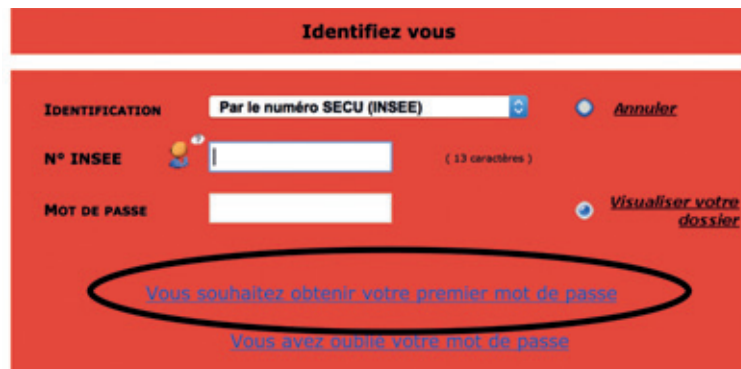 Identifiez vous
IDENTIFICATION Par le numéro SECU (INSEE) Annuler
N° INSEE ? ( 13 caractères )
MOT DE PASSE Visualiser votre
dossier
Vous souhaitez obtenir votre premier mot de passe
Vous avez oublié votre mot de passe